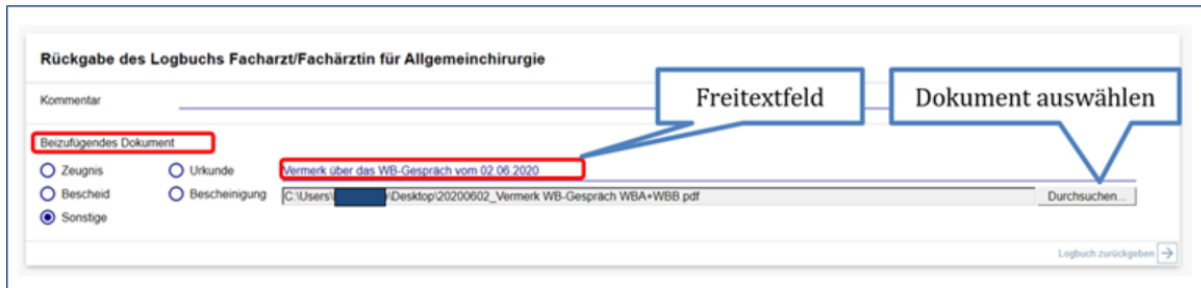 Rückgabe des Logbuchs Facharzt/Fachärztin für Allgemeinchirurgie
Kommentar
Freitextfeld
Dokument auswählen
Beizufügendes Dokument
Zeugnis
Urkunde
Vermerk über das WB-Gespräch vom 02.06.2020
Bescheid
Bescheinigung
C:\Users\ \Desktop\20200602_Vermerk WB-Gespräch WBA+WBB.pdf
Durchsuchen...
Sonstige
Logbuch zurückgeben